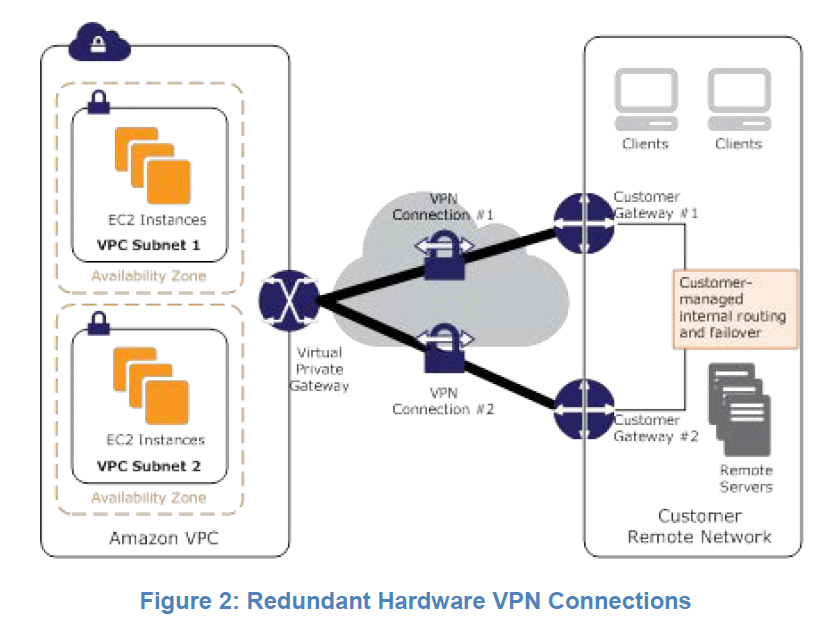 EC2 Instances
VPC Subnet 1
Availability Zone
EC2 Instances
VPC Subnet 2
Availability Zone
Amazon VPC
Virtual
Private
Gateway
VPN
Connection #1
VPN
Connection #2
Clients
Clients
Customer
Gateway #1
Customer-
managed
internal routing
and failover
Customer
Gateway #2
Remote
Servers
Customer
Remote Network
Figure 2: Redundant Hardware VPN Connections